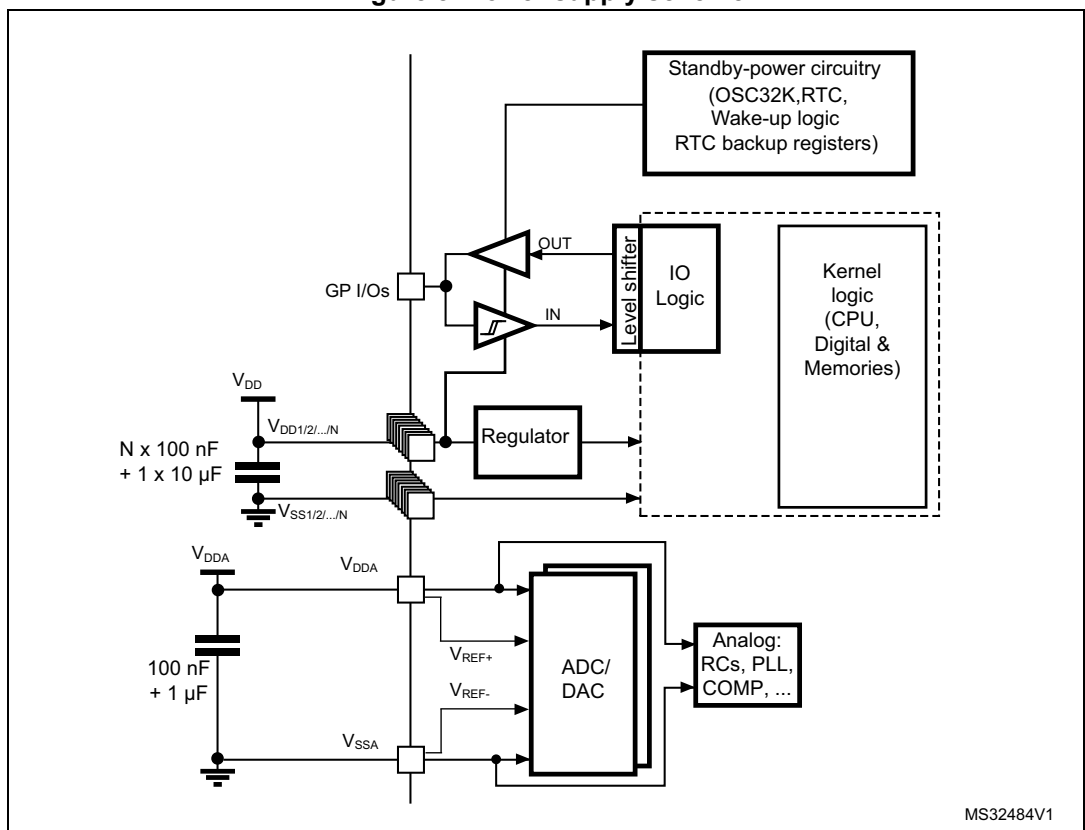 Standby-power circuitry
(OSC32K,RTC,
Wake-up logic
RTC backup registers)
OUT
Level shifter
IO
Logic
Kernel
logic
(CPU,
Digital &
Memories)
GP I/Os
IN
VDD
VDD1/2/.../N
Regulator
N x 100 nF
+ 1 x 10 µF
VSS1/2/.../N
VDDA
VDDA
VREF+
ADC/
DAC
Analog:
RCs, PLL,
COMP, ...
100 nF
+ 1 µF
VREF-
VSSA
MS32484V1